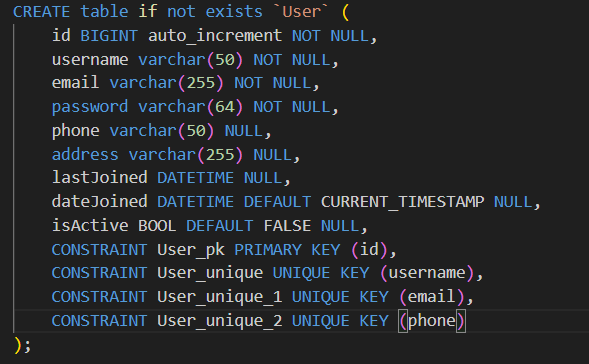 CREATE table if not exists `User` (
    id BIGINT auto_increment NOT NULL,
    username varchar(50) NOT NULL,
    email varchar(255) NOT NULL,
    password varchar(64) NOT NULL,
    phone varchar(50) NULL,
    address varchar(255) NULL,
    lastJoined DATETIME NULL,
    dateJoined DATETIME DEFAULT CURRENT_TIMESTAMP NULL,
    isActive BOOL DEFAULT FALSE NULL,
    CONSTRAINT User_pk PRIMARY KEY (id),
    CONSTRAINT User_unique UNIQUE KEY (username),
    CONSTRAINT User_unique_1 UNIQUE KEY (email),
    CONSTRAINT User_unique_2 UNIQUE KEY (phone)
);